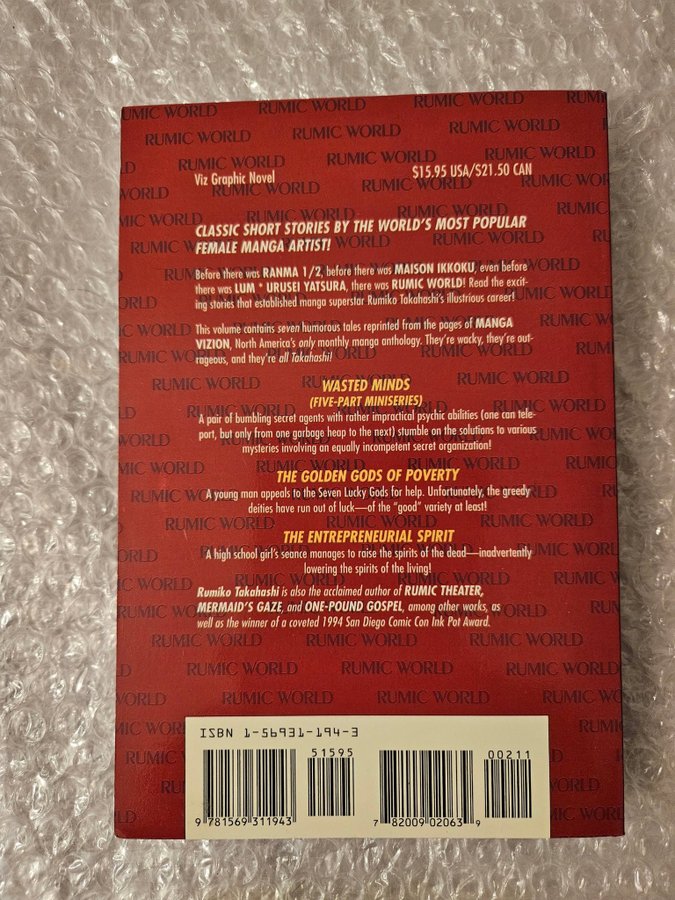 RUMIC WORLD
Viz Graphic Novel
$15.95 USA/$21.50 CAN
CLASSIC SHORT STORIES BY THE WORLD'S MOST POPULAR
FEMALE MANGA ARTIST!
Before there was RANMA 1/2, before there was MAISON IKKOKU, even before
there was LUM * URUSEI YATSURA, there was RUMIC WORLD! Read the excit-
ing stories that established manga superstar Rumiko Takahashi's illustrious career!
This volume contains seven humorous tales reprinted from the pages of MANGA
VIZION, North America's only monthly manga anthology. They're wacky, they're out-
rageous, and they're all Takahashi!
WASTED MINDS
(FIVE-PART MINISERIES)
A pair of bumbling secret agents with rather impractical psychic abilities (one can tele-
port, but only from one garbage heap to the next) stumble on the solutions to various
mysteries involving an equally incompetent secret organization!
THE GOLDEN GODS OF POVERTY
A young man appeals to the Seven Lucky Gods for help. Unfortunately, the greedy
deities have run out of luck—of the "good" variety at least!
THE ENTREPRENEURIAL SPIRIT
A high school girl's seance manages to raise the spirits of the dead—inadvertently
lowering the spirits of the living!
Rumiko Takahashi is also the acclaimed author of RUMIC THEATER,
MERMAID'S GAZE, and ONE-POUND GOSPEL, among other works, as
well as the winner of a coveted 1994 San Diego Comic Con Ink Pot Award.
ISBN 1-56931-194-3
51595
00211
9 781569 311943
7 82009 02063 9